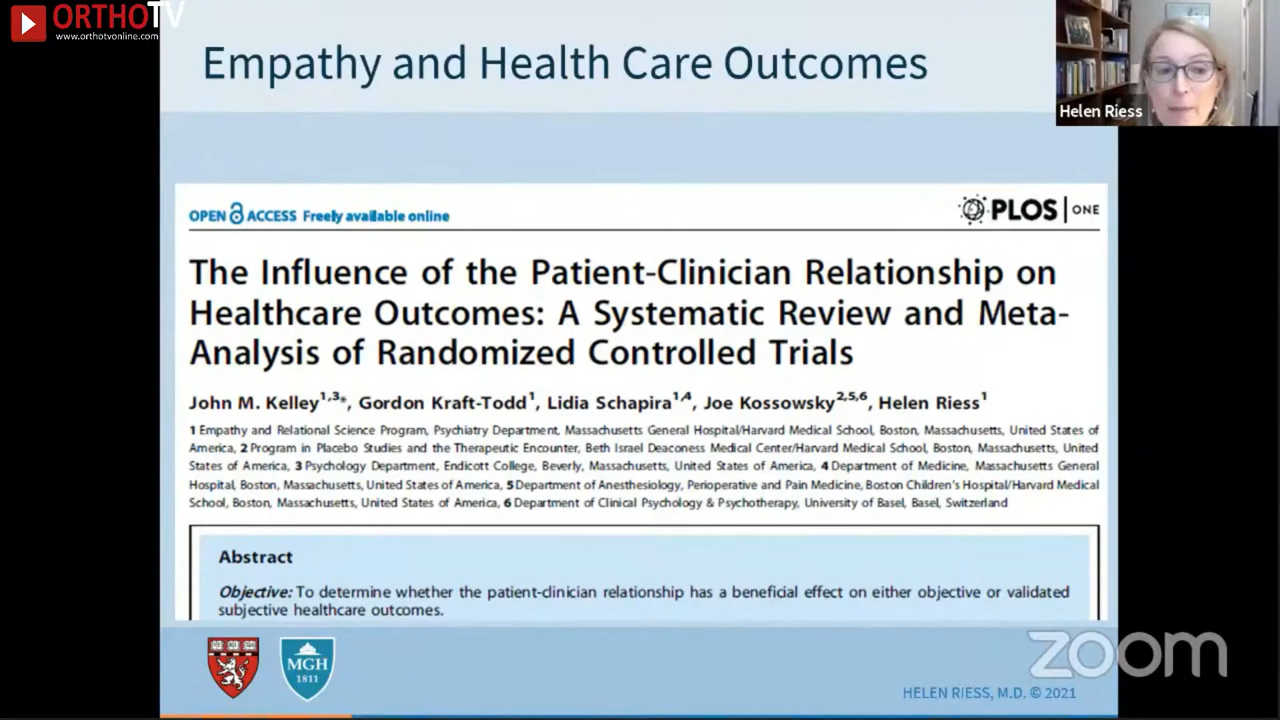 ORTHOTV
www.orthotvonline.com
Empathy and Health Care Outcomes
Helen Riess
OPEN ACCESS Freely available online
PLOS | ONE
The Influence of the Patient-Clinician Relationship on
Healthcare Outcomes: A Systematic Review and Meta-
Analysis of Randomized Controlled Trials
John M. Kelley1,3*, Gordon Kraft-Todd1, Lidia Schapira1,4, Joe Kossowsky2,5,6, Helen Riess1
1 Empathy and Relational Science Program, Psychiatry Department, Massachusetts General Hospital/Harvard Medical School, Boston, Massachusetts, United States of
America, 2 Program in Placebo Studies and the Therapeutic Encounter, Beth Israel Deaconess Medical Center/Harvard Medical School, Boston, Massachusetts, United
States of America, 3 Psychology Department, Endicott College, Beverly, Massachusetts, United States of America, 4 Department of Medicine, Massachusetts General
Hospital, Boston, Massachusetts, United States of America, 5 Department of Anesthesiology, Perioperative and Pain Medicine, Boston Children's Hospital/Harvard Medical
School, Boston, Massachusetts, United States of America, 6 Department of Clinical Psychology & Psychotherapy, University of Basel, Basel, Switzerland
Abstract
Objective: To determine whether the patient-clinician relationship has a beneficial effect on either objective or validated
subjective healthcare outcomes.
MGH
1811
zoom
HELEN RIESS, M.D. © 2021